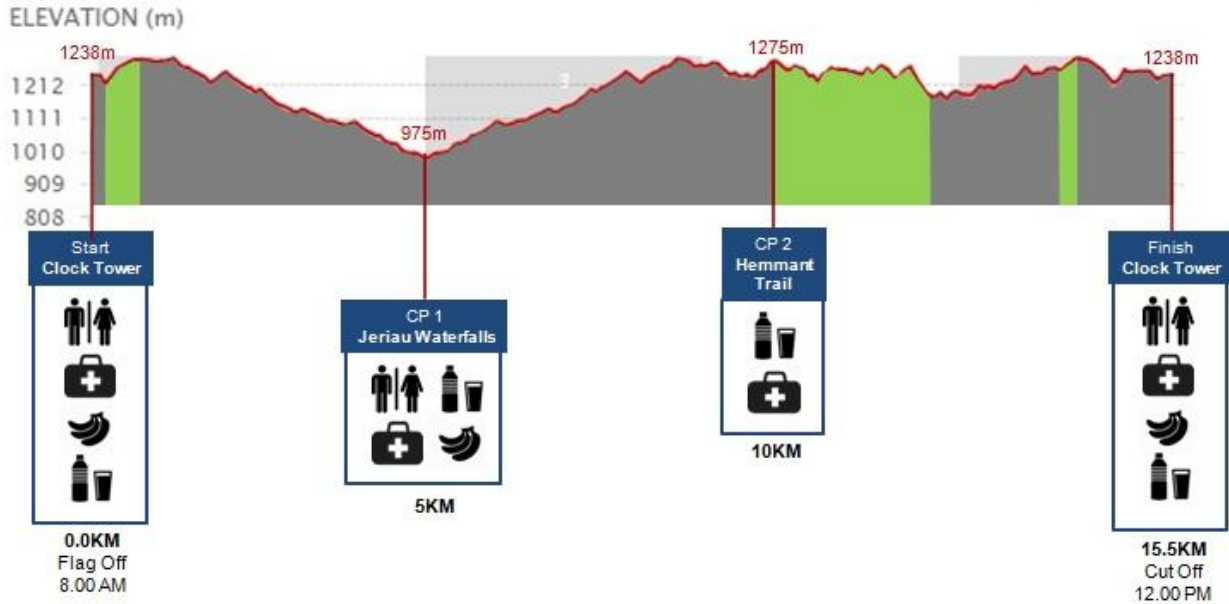 ELEVATION (m)
1238m
1275m
1238m
975m
3
1212
1111
1010
909
808
Start
Clock Tower
0.0KM
Flag Off
8.00 AM
CP 1
Jeriau Waterfalls
5KM
CP 2
Hemmant
Trail
10KM
Finish
Clock Tower
15.5KM
Cut Off
12.00 PM